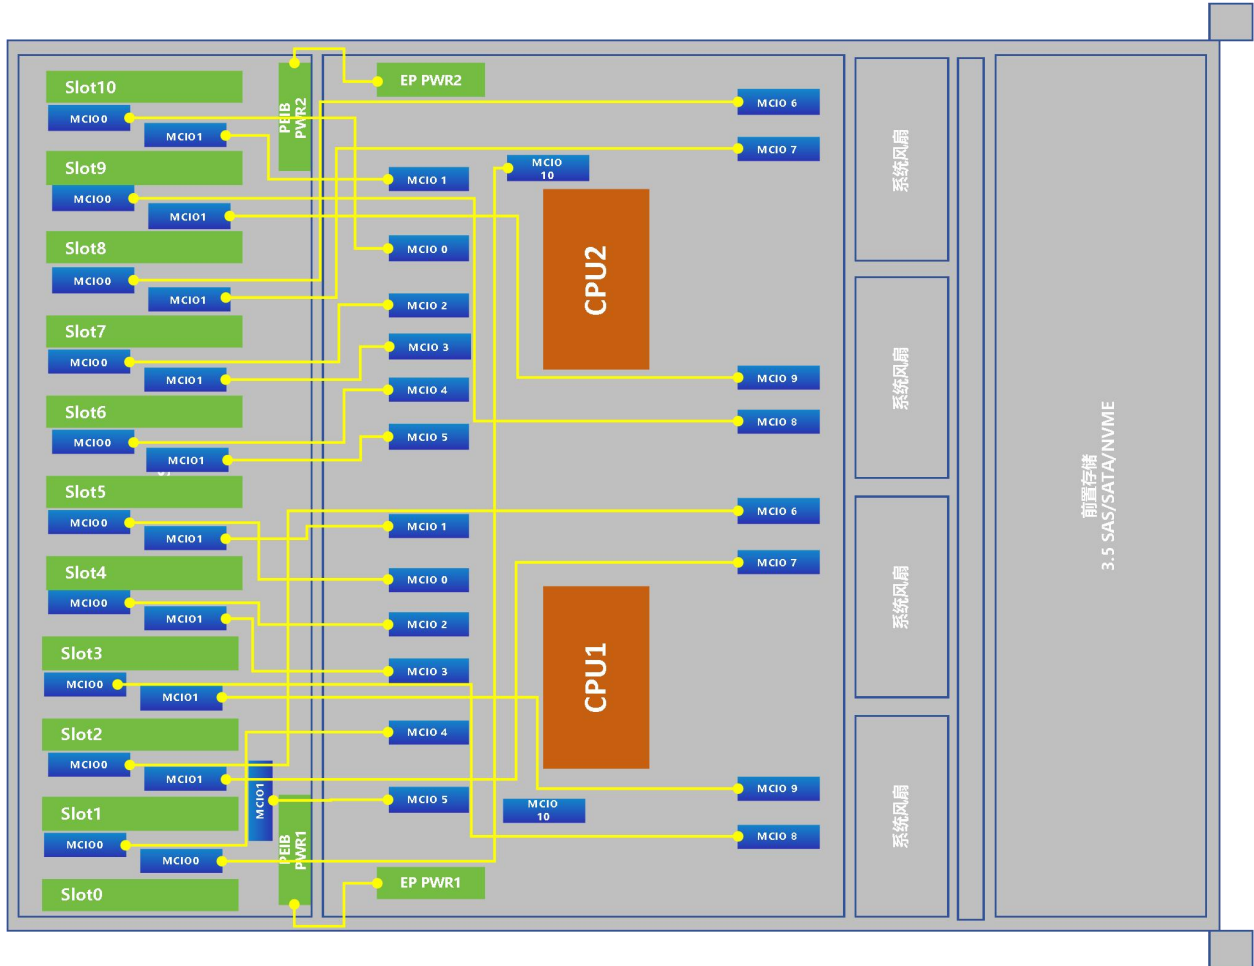 Slot10
MCIO0
MCIO1
Slot9
MCIO0
MCIO1
Slot8
MCIO0
MCIO1
Slot7
MCIO0
MCIO1
Slot6
MCIO0
MCIO1
Slot5
MCIO0
MCIO1
Slot4
MCIO0
MCIO1
Slot3
MCIO0
MCIO1
Slot2
MCIO0
MCIO1
Slot1
MCIO0
MCIO0
Slot0
MCIO1
PEIB
PWR2
PEIB
PWR1
EP PWR2
MCIO 1
MCIO 0
MCIO 2
MCIO 3
MCIO 4
MCIO 5
MCIO 1
MCIO 0
MCIO 2
MCIO 3
MCIO 4
MCIO 5
EP PWR1
MCIO
10
CPU2
CPU1
MCIO
10
MCIO 6
MCIO 7
MCIO 9
MCIO 8
MCIO 6
MCIO 7
MCIO 9
MCIO 8
系统风扇
系统风扇
系统风扇
系统风扇
前置存储
3.5 SAS/SATA/NVME